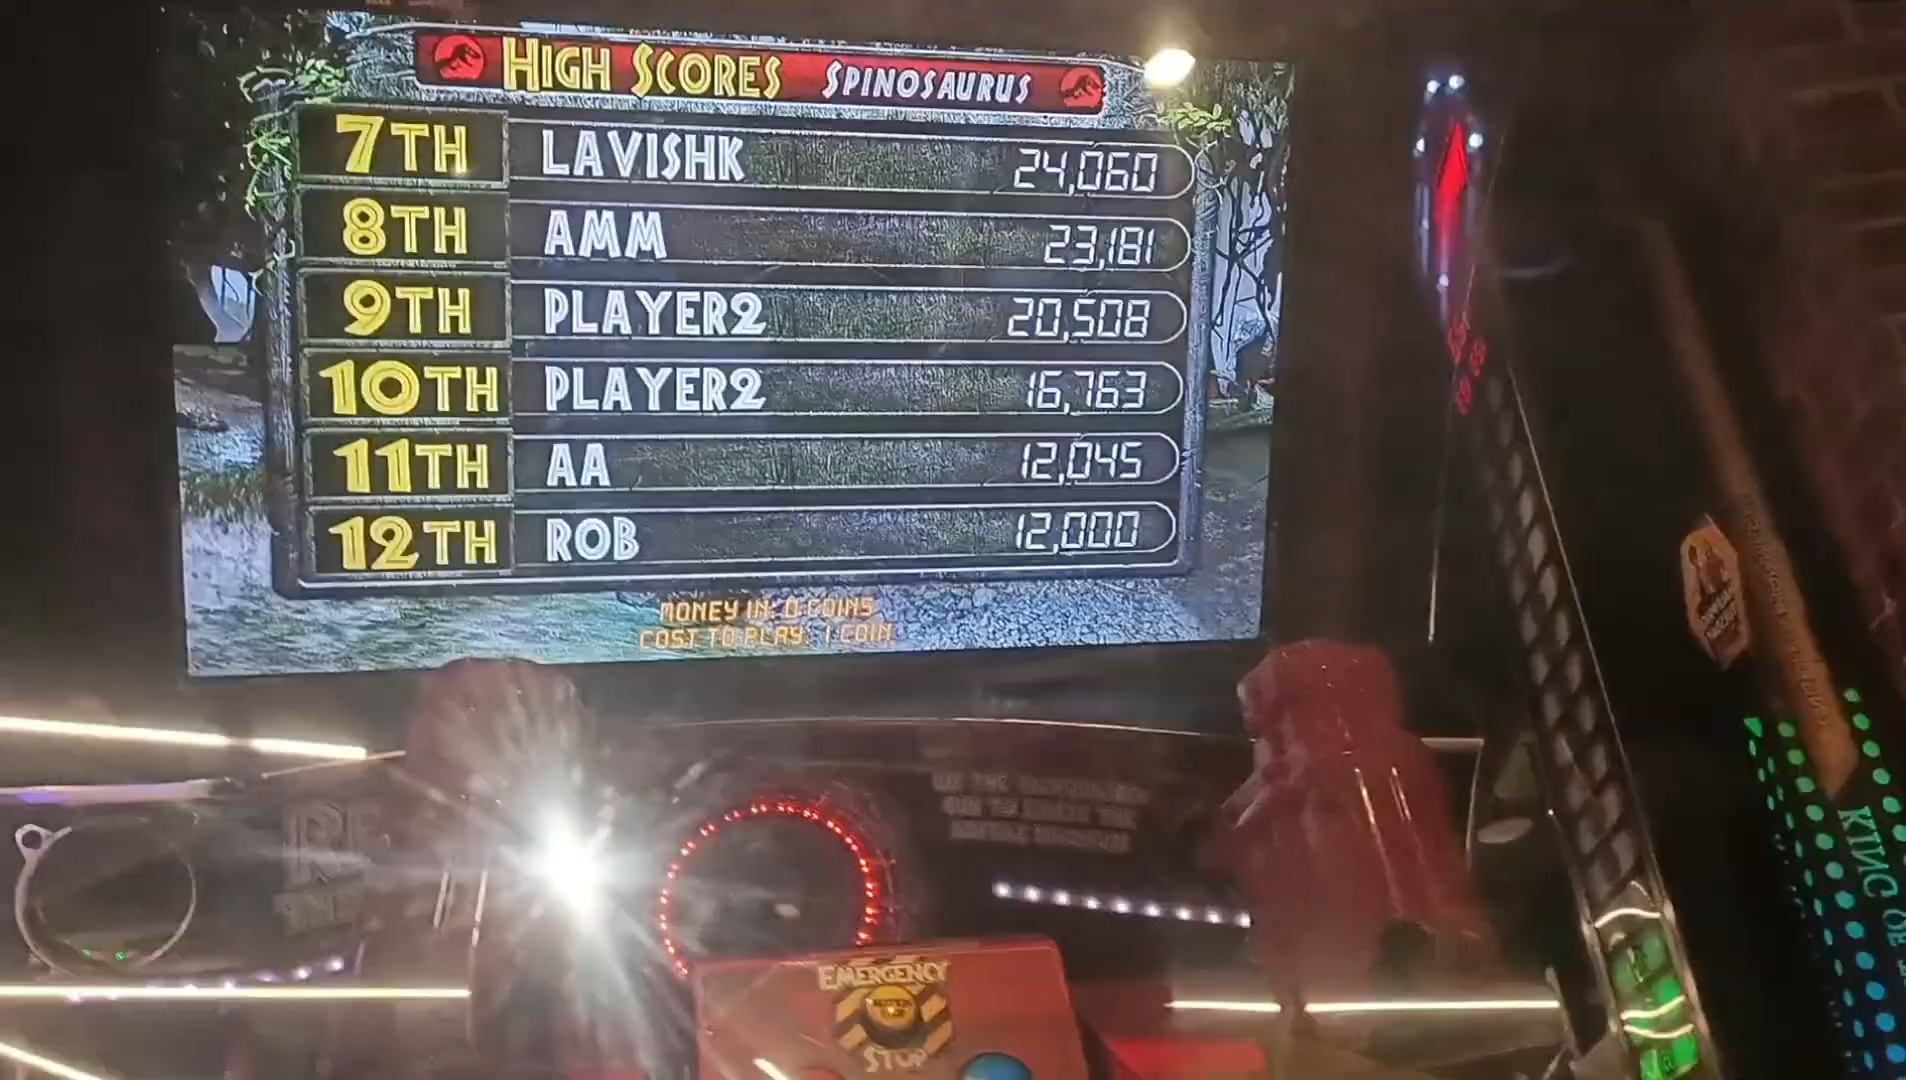 HIGH SCORES SPINOSAURUS
7TH LAVISHK 24,060
8TH AMM 23,181
9TH PLAYER2 20,508
10TH PLAYER2 16,763
11TH AA 12,045
12TH ROB 12,000
MONEY IN: 0 COINS
COST TO PLAY: 1 COIN
EMERGENCY
STOP
KING OF